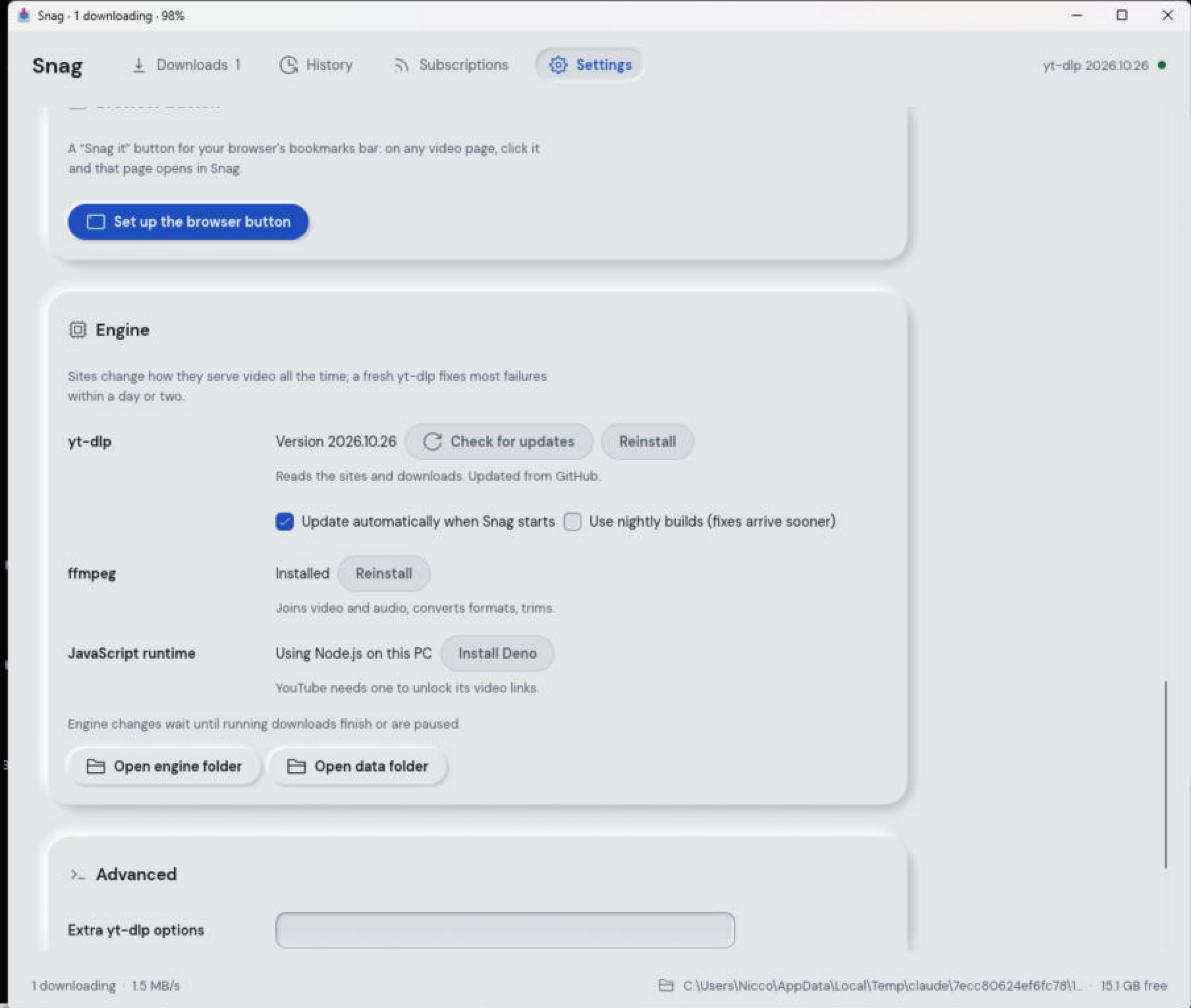 Snag · 1 downloading · 98%
Snag
Downloads 1
History
Subscriptions
Settings
yt-dlp 2026.10.26
A “Snag it” button for your browser's bookmarks bar: on any video page, click it
and that page opens in Snag.
Set up the browser button
Engine
Sites change how they serve video all the time; a fresh yt-dlp fixes most failures
within a day or two.
yt-dlp
Version 2026.10.26
Check for updates
Reinstall
Reads the sites and downloads. Updated from GitHub.
Update automatically when Snag starts
Use nightly builds (fixes arrive sooner)
ffmpeg
Installed
Reinstall
Joins video and audio, converts formats, trims.
JavaScript runtime
Using Node.js on this PC
Install Deno
YouTube needs one to unlock its video links.
Engine changes wait until running downloads finish or are paused.
Open engine folder
Open data folder
>_ Advanced
Extra yt-dlp options
1 downloading · 1.5 MB/s
C:\Users\Nicco\AppData\Local\Temp\claude\7ecc80624ef6fc78\1… · 15.1 GB free